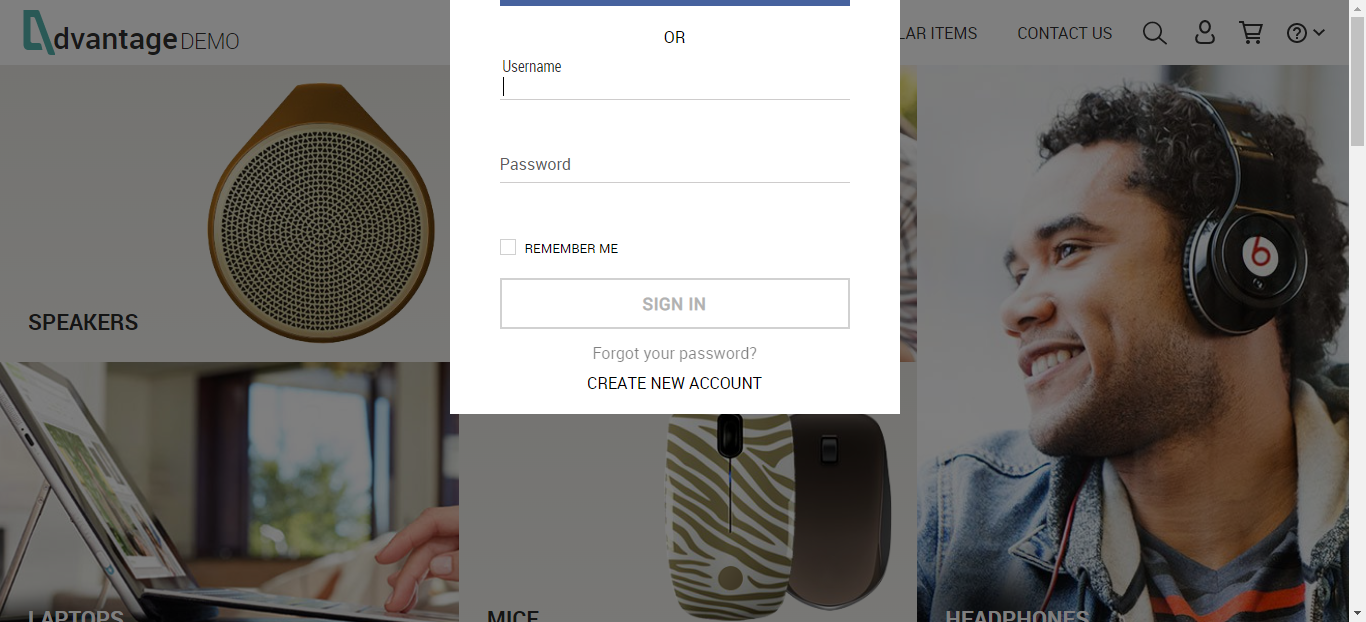 dvantage DEMO
LAR ITEMS
CONTACT US
OR
Username
Password
REMEMBER ME
SIGN IN
Forgot your password?
CREATE NEW ACCOUNT
SPEAKERS
LAPTOPS
MICE
HEADPHONES